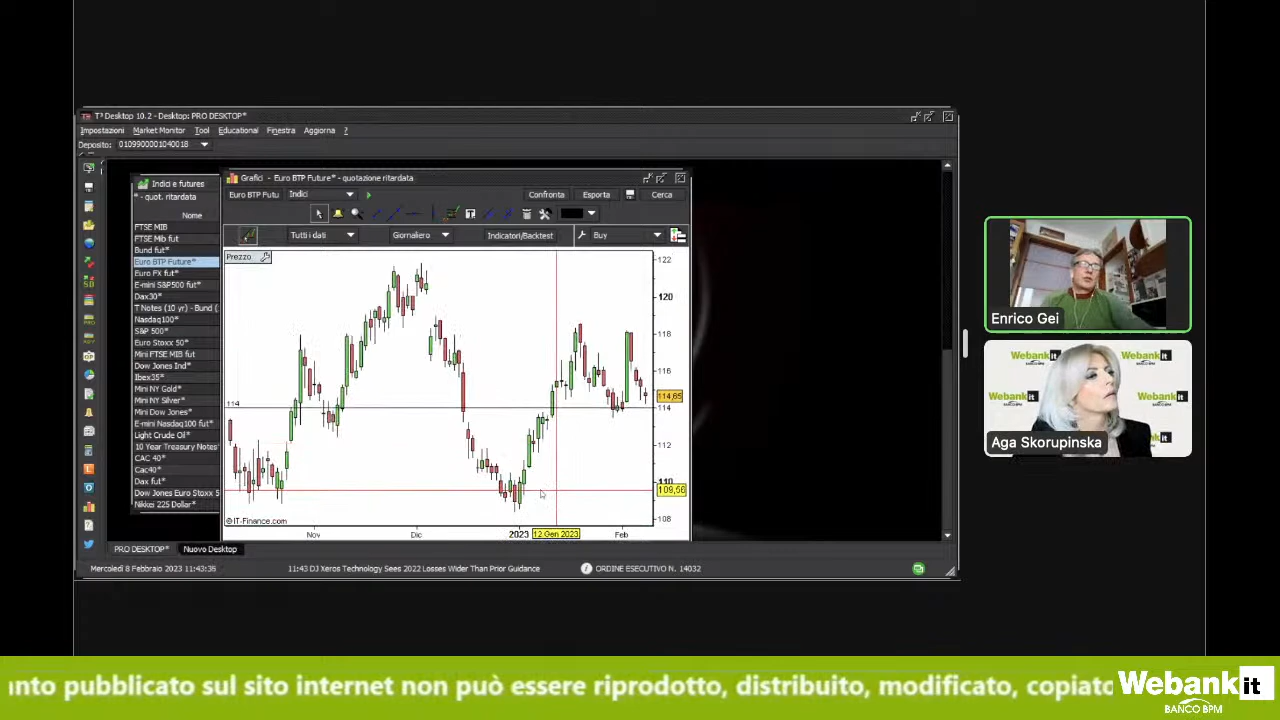 T³ Desktop 10.2 - Desktop: PRO DESKTOP*
Impostazioni Market Monitor Tool Educational Finestra Aggiorna ?
Deposito: 0109900001040018
Indici e futures
* - quot. ritardata
Nome
FTSE MIB
FTSE Mib fut
Bund fut*
Euro BTP Future*
Euro FX fut*
E-mini S&P500 fut*
Dax30*
T Notes (10 yr) - Bund (
Nasdaq100*
S&P 500*
Euro Stoxx 50*
Mini FTSE MIB fut
Dow Jones Ind*
Ibex35*
Mini NY Gold*
Mini NY Silver*
Mini Dow Jones*
E-mini Nasdaq100 fut*
Light Crude Oil*
10 Year Treasury Notes
CAC 40*
Cac40*
Dax fut*
Dow Jones Euro Stoxx 5
Nikkei 225 Dollar*
Grafici - Euro BTP Future* - quotazione ritardata
Euro BTP Futu Indici Confronta Esporta Cerca
Tutti i dati Giornaliero Indicatori/Backtest Buy
Prezzo
122
120
118
116
114,65
114
114
112
110
109,56
108
© IT-Finance.com
Nov Dic 2023 12 Gen 2023 Feb
PRO DESKTOP* Nuovo Desktop
Mercoledì 8 Febbraio 2023 11:43:36 11:43 DJ Xeros Technology Sees 2022 Losses Wider Than Prior Guidance ORDINE ESECUTIVO N. 14032
Enrico Gei
Webank.it Webank.it
Aga Skorupinska
anto pubblicato sul sito internet non può essere riprodotto, distribuito, modificato, copiato
Webank.it
BANCO BPM